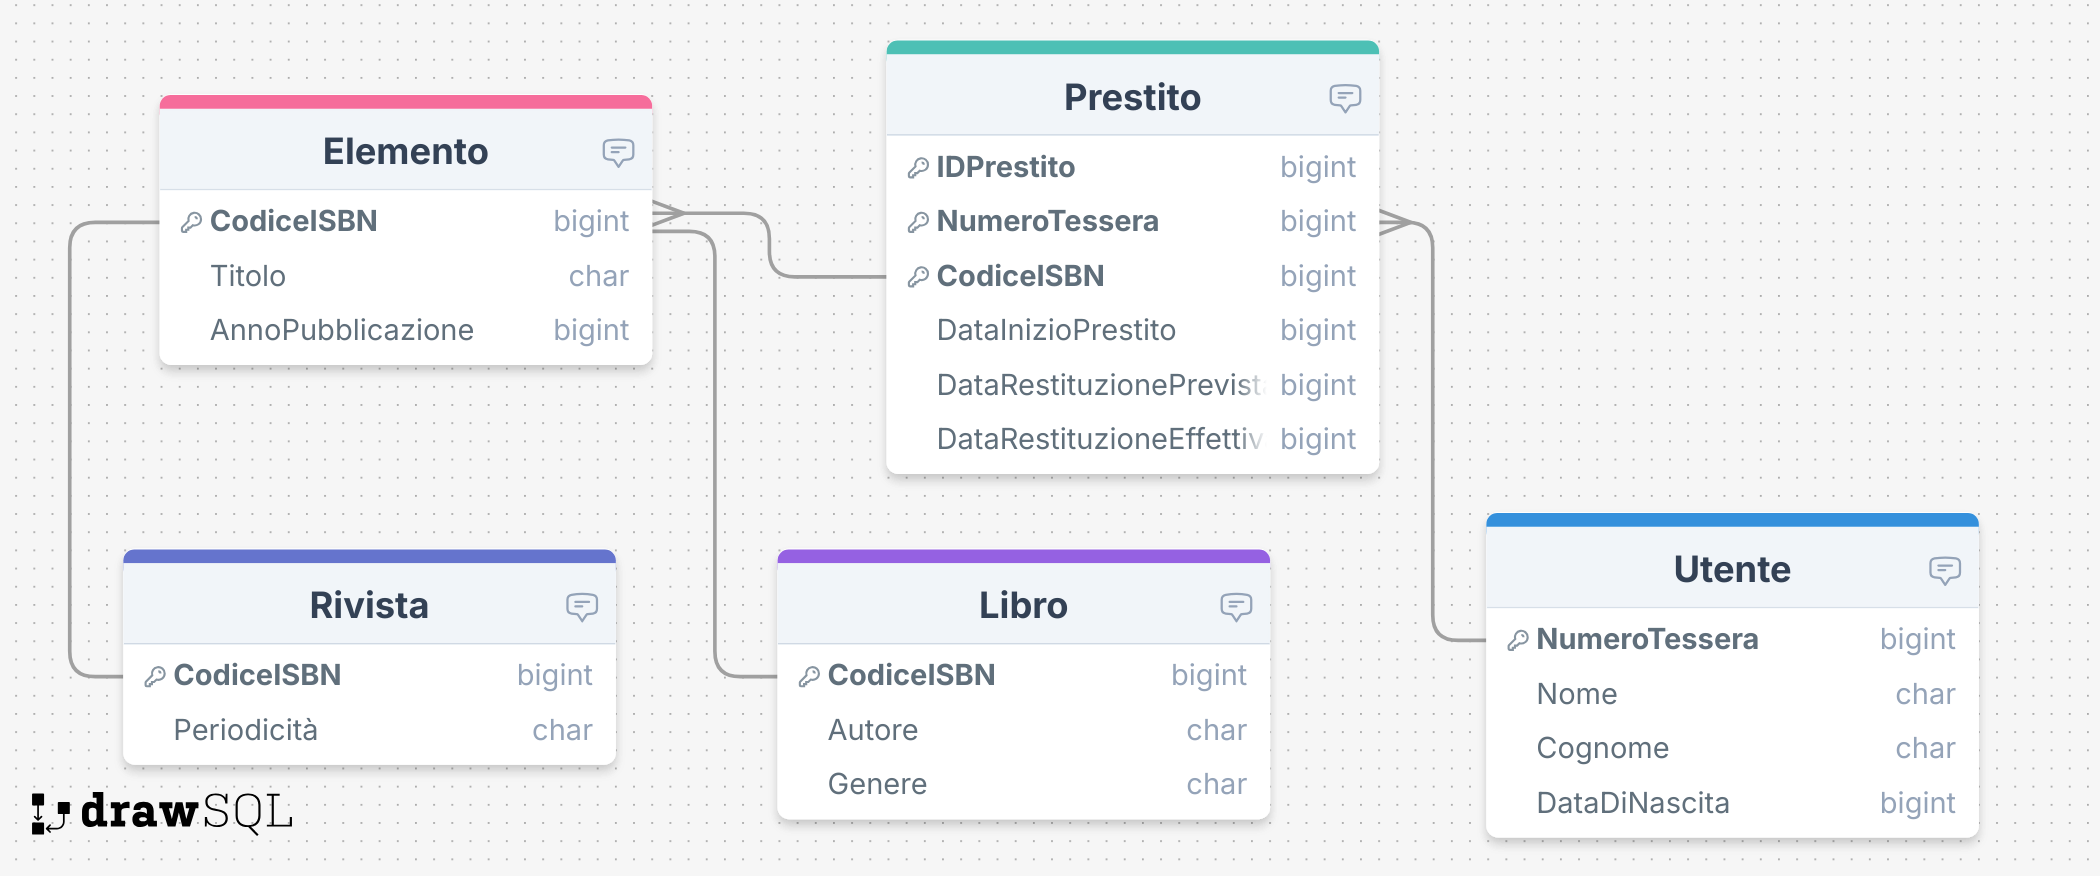 Elemento
CodiceISBN bigint
Titolo char
AnnoPubblicazione bigint
Prestito
IDPrestito bigint
NumeroTessera bigint
CodiceISBN bigint
DataInizioPrestito bigint
DataRestituzionePrevista bigint
DataRestituzioneEffettiv bigint
Rivista
CodiceISBN bigint
Periodicità char
Libro
CodiceISBN bigint
Autore char
Genere char
Utente
NumeroTessera bigint
Nome char
Cognome char
DataDiNascita bigint
drawSQL